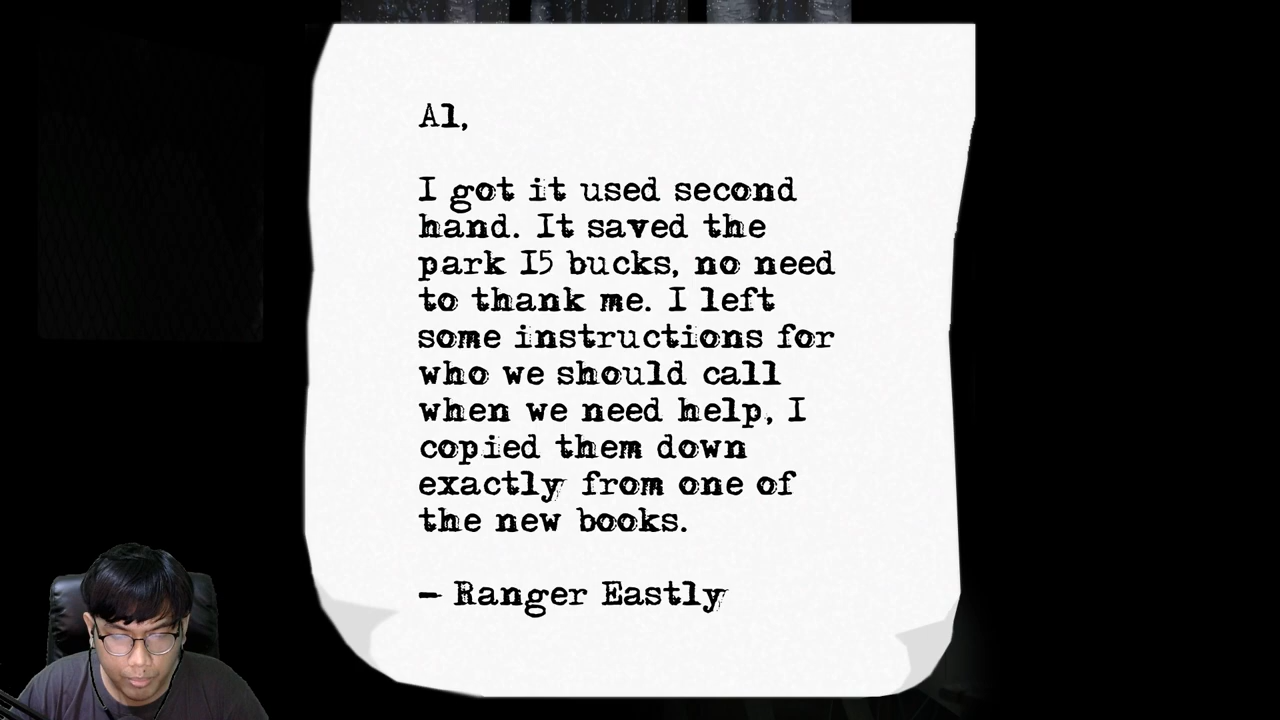 Al,
I got it used second
hand. It saved the
park 15 bucks, no need
to thank me. I left
some instructions for
who we should call
when we need help, I
copied them down
exactly from one of
the new books.
— Ranger Eastly